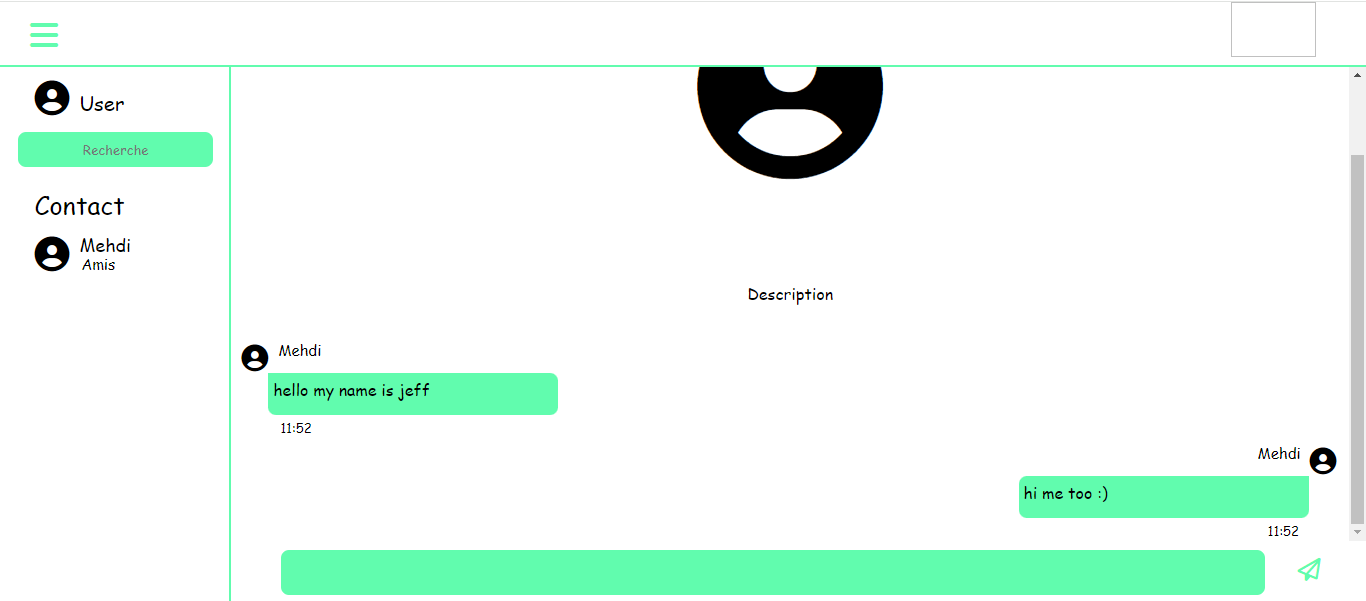 User
Recherche
Contact
Mehdi
Amis
Description
Mehdi
hello my name is jeff
11:52
Mehdi
hi me too :)
11:52